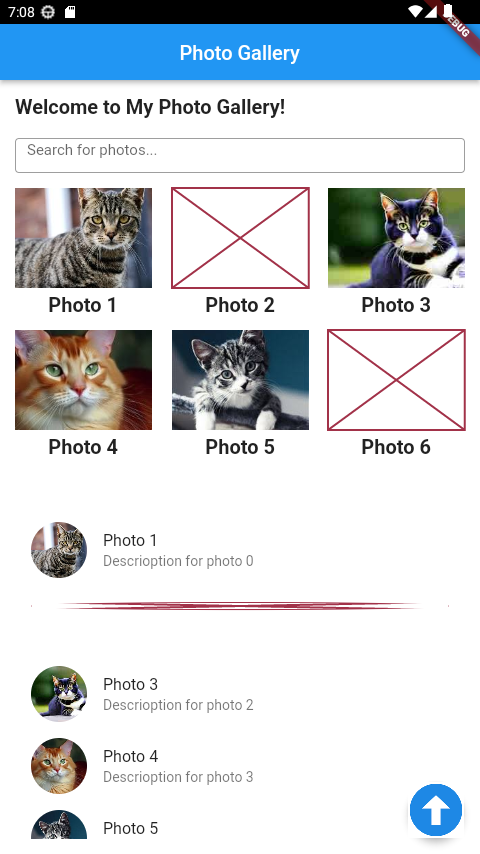 7:08
DEBUG
Photo Gallery
Welcome to My Photo Gallery!
Search for photos...
Photo 1
Photo 2
Photo 3
Photo 4
Photo 5
Photo 6
Photo 1
Descrioption for photo 0
Photo 3
Descrioption for photo 2
Photo 4
Descrioption for photo 3
Photo 5